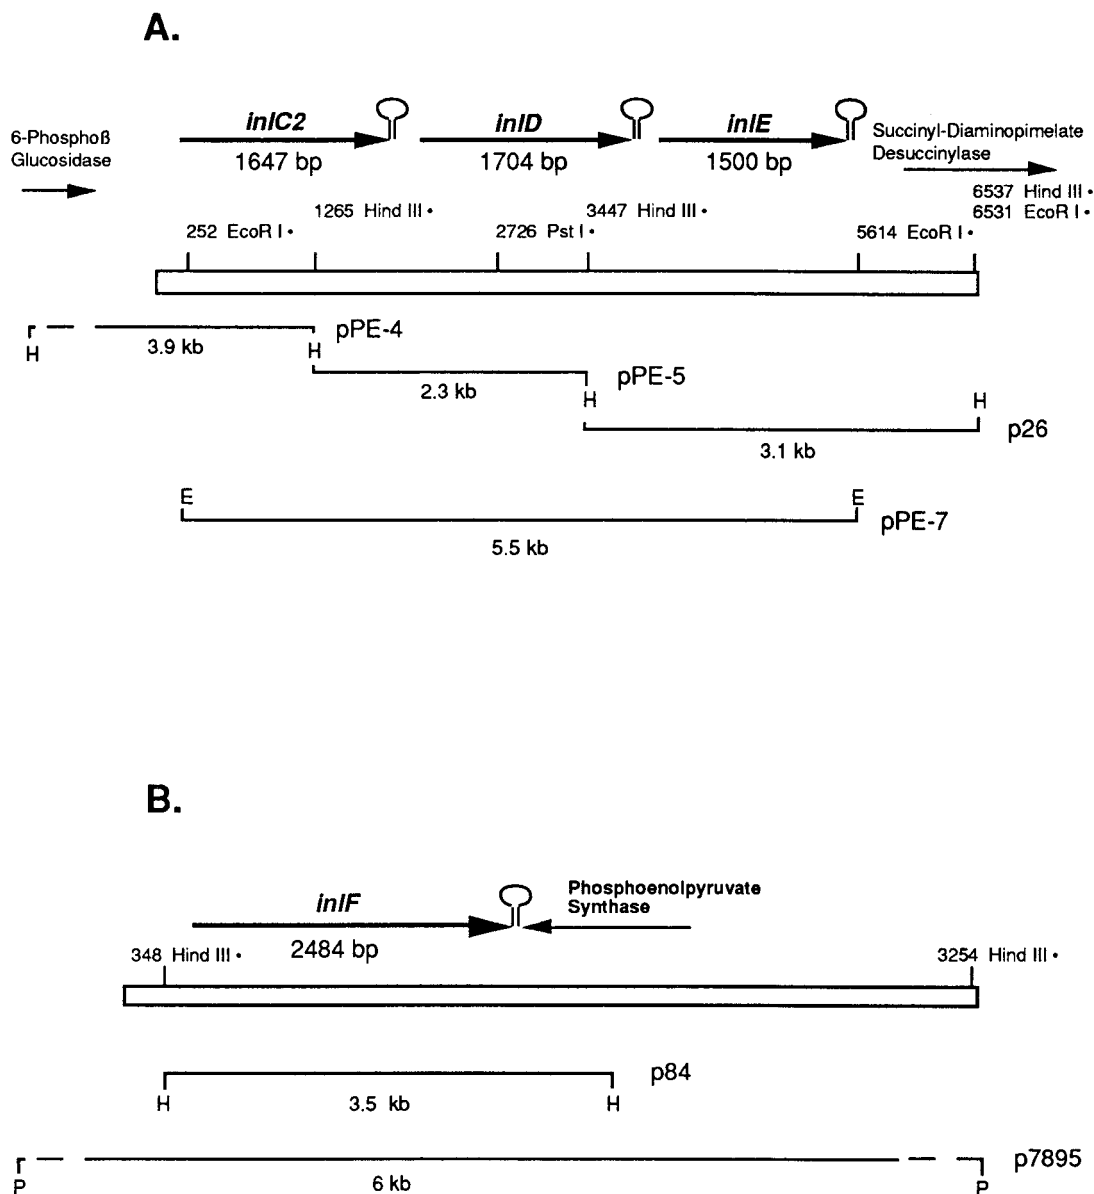 A.
inlC2
inlD
inlE
6-Phosphoß
Glucosidase
1647 bp
1704 bp
1500 bp
Succinyl-Diaminopimelate
Desuccinylase
1265 Hind III •
3447 Hind III •
6537 Hind III •
6531 EcoR I •
252 EcoR I •
2726 Pst I •
5614 EcoR I •
pPE-4
H
3.9 kb
H
pPE-5
2.3 kb
H
H
p26
3.1 kb
E
E
pPE-7
5.5 kb
B.
inlF
Phosphoenolpyruvate
Synthase
2484 bp
348 Hind III •
3254 Hind III •
p84
H
3.5 kb
H
p7895
P
6 kb
P